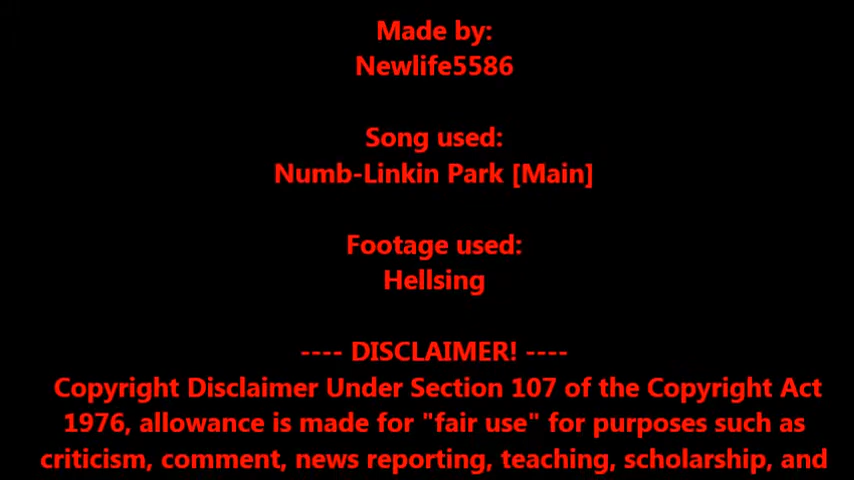 Made by:
Newlife5586
Song used:
Numb-Linkin Park [Main]
Footage used:
Hellsing
---- DISCLAIMER! ----
Copyright Disclaimer Under Section 107 of the Copyright Act
1976, allowance is made for "fair use" for purposes such as
criticism, comment, news reporting, teaching, scholarship, and